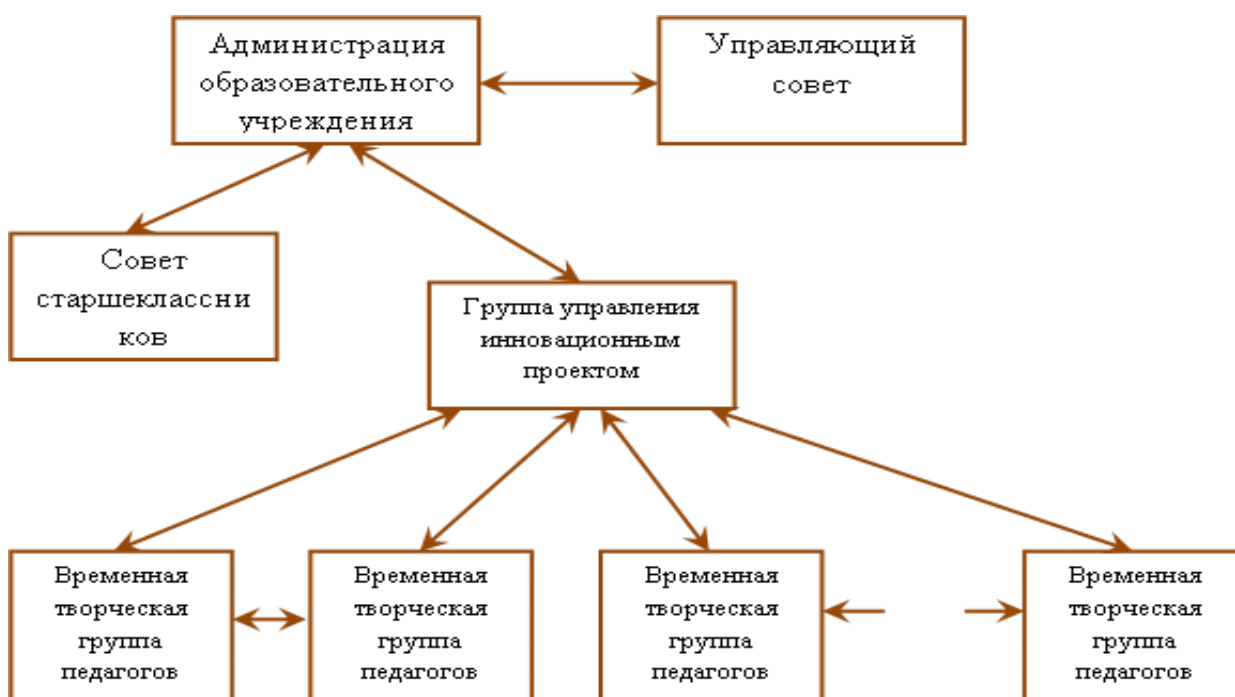 Администрация
образовательного
учреждения
Управляющий
совет
Совет
старшеклассни
ков
Группа управления
инновационным
проектом
Временная
творческая
группа
педагогов
Временная
творческая
группа
педагогов
Временная
творческая
группа
педагогов
Временная
творческая
группа
педагогов